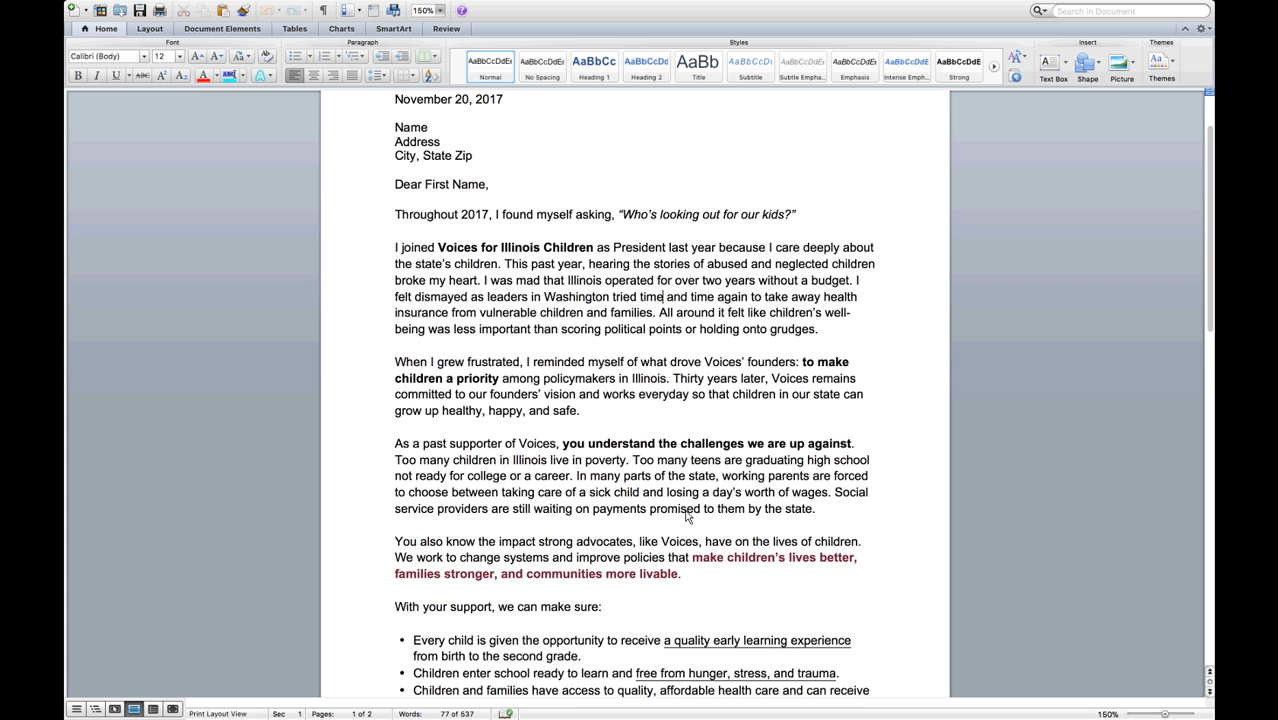 150%
Search in Document
Home Layout Document Elements Tables Charts SmartArt Review
Font Paragraph Styles Insert Themes
Calibri (Body) 12
AaBbCcDdEe AaBbCcDdEe AaBbCc AaBbCcDd AaBb AaBbCcDc AaBbCcDdEe AaBbCcDdEe AaBbCcDdEe AaBbCcDdE
Normal No Spacing Heading 1 Heading 2 Title Subtitle Subtle Empha... Emphasis Intense Emph... Strong Text Box Shape Picture Themes
November 20, 2017
Name
Address
City, State Zip
Dear First Name,
Throughout 2017, I found myself asking, “Who’s looking out for our kids?”
I joined Voices for Illinois Children as President last year because I care deeply about
the state’s children. This past year, hearing the stories of abused and neglected children
broke my heart. I was mad that Illinois operated for over two years without a budget. I
felt dismayed as leaders in Washington tried time and time again to take away health
insurance from vulnerable children and families. All around it felt like children’s well-
being was less important than scoring political points or holding onto grudges.
When I grew frustrated, I reminded myself of what drove Voices’ founders: to make
children a priority among policymakers in Illinois. Thirty years later, Voices remains
committed to our founders’ vision and works everyday so that children in our state can
grow up healthy, happy, and safe.
As a past supporter of Voices, you understand the challenges we are up against.
Too many children in Illinois live in poverty. Too many teens are graduating high school
not ready for college or a career. In many parts of the state, working parents are forced
to choose between taking care of a sick child and losing a day’s worth of wages. Social
service providers are still waiting on payments promised to them by the state.
You also know the impact strong advocates, like Voices, have on the lives of children.
We work to change systems and improve policies that make children’s lives better,
families stronger, and communities more livable.
With your support, we can make sure:
• Every child is given the opportunity to receive a quality early learning experience
from birth to the second grade.
• Children enter school ready to learn and free from hunger, stress, and trauma.
• Children and families have access to quality, affordable health care and can receive
Print Layout View Sec 1 Pages: 1 of 2 Words: 77 of 537 150%